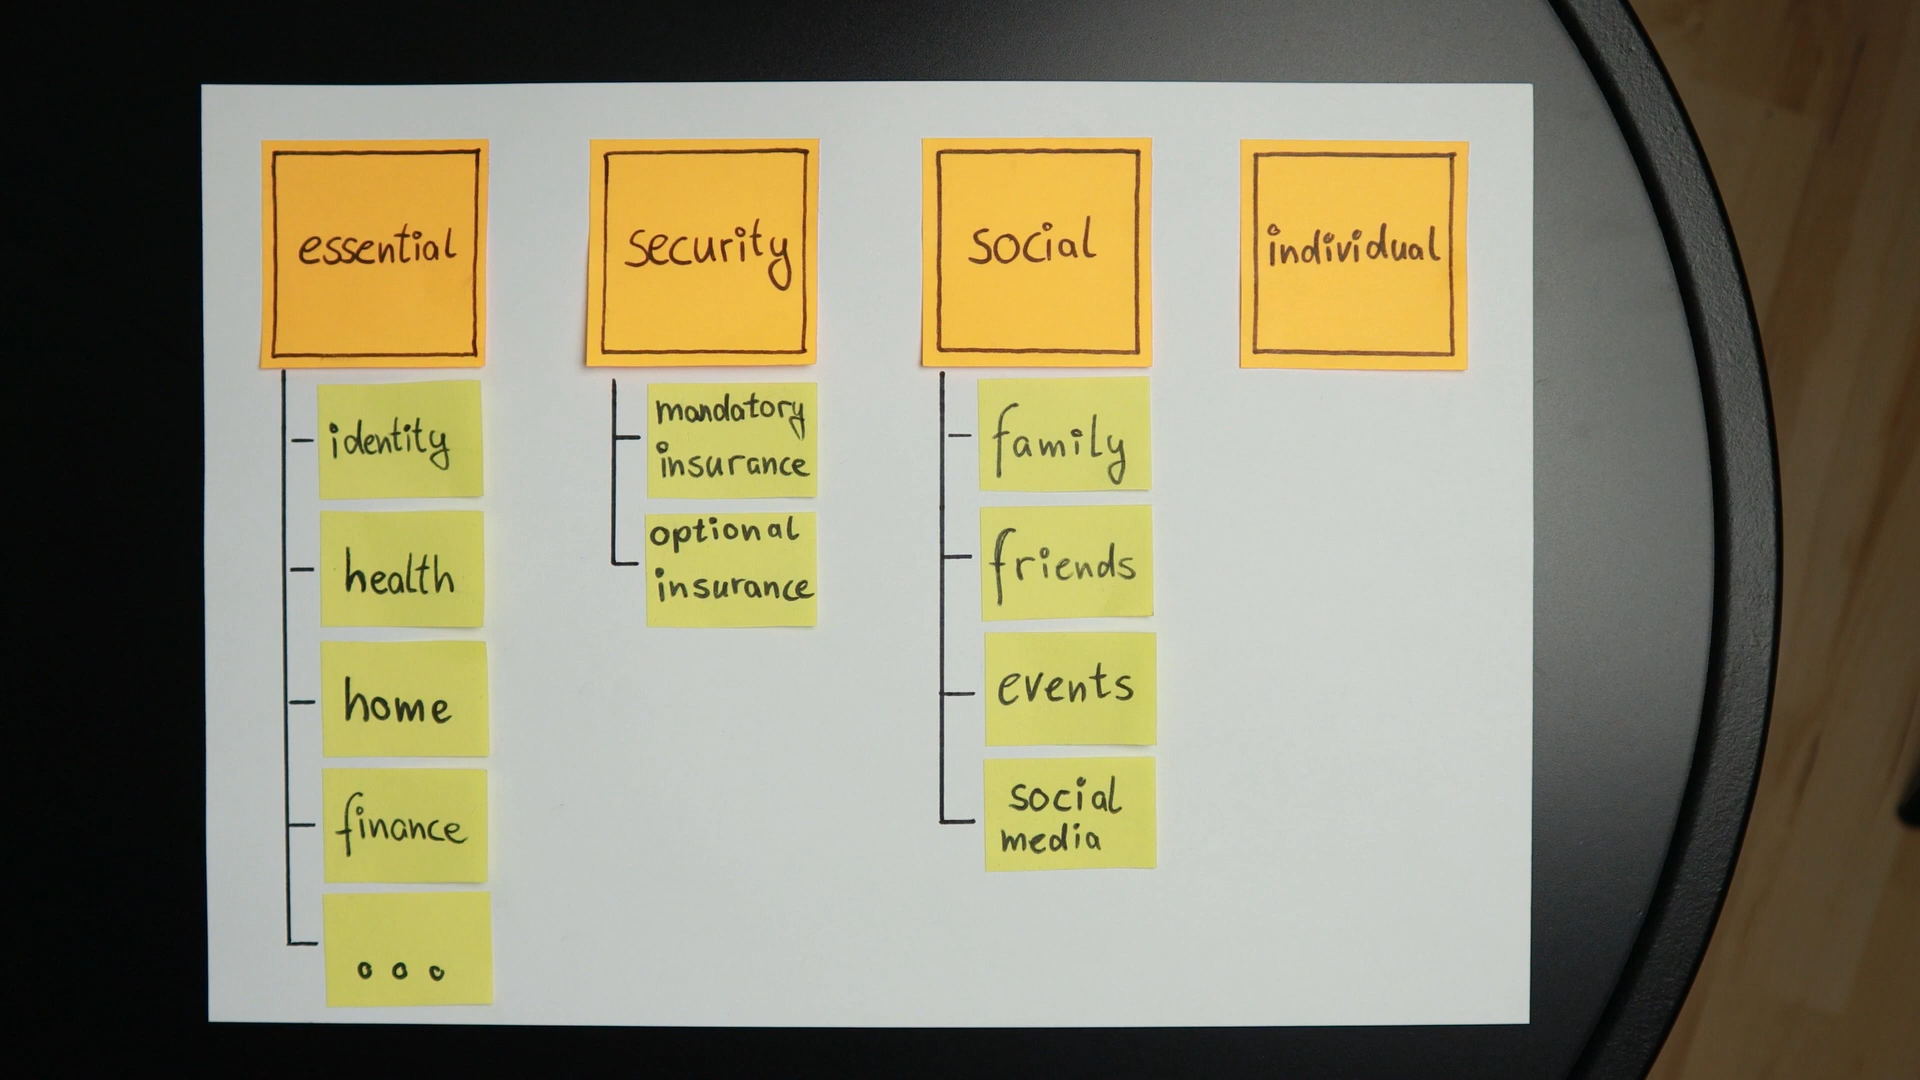 essential
identity
health
home
finance
...
security
mandatory
insurance
optional
insurance
social
family
friends
events
social
media
individual